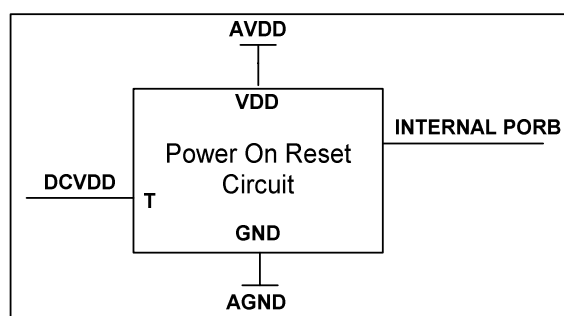 AVDD
VDD
INTERNAL PORB
Power On Reset
Circuit
DCVDD
T
GND
AGND